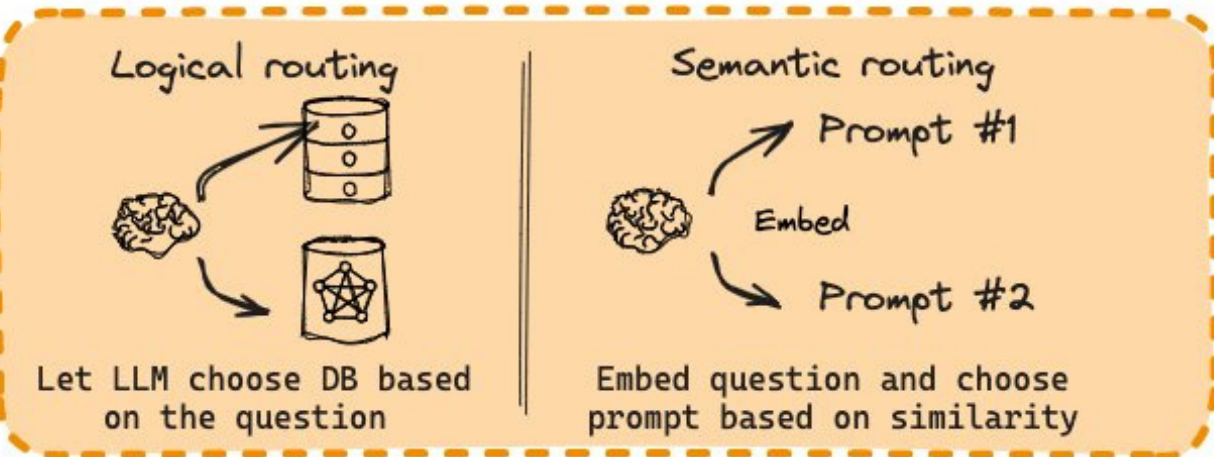 Logical routing
Let LLM choose DB based
on the question
Semantic routing
Prompt #1
Embed
Prompt #2
Embed question and choose
prompt based on similarity